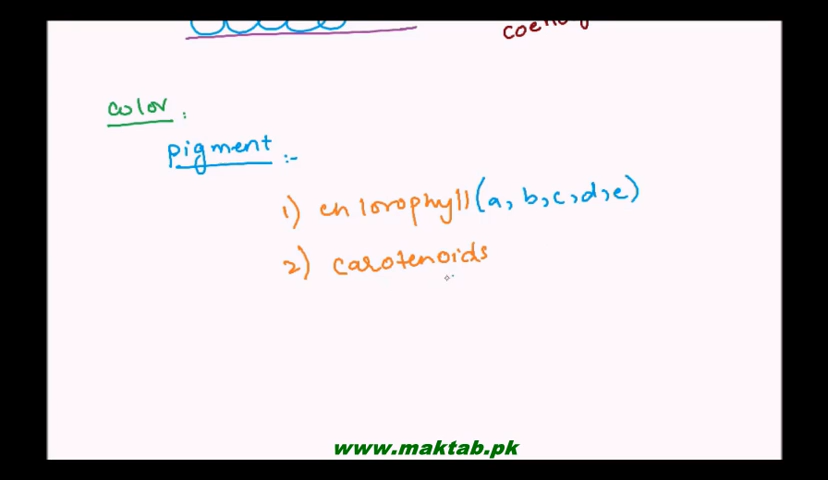 color :
pigment :-
1) chlorophyll (a, b, c, d, e)
2) carotenoids
www.maktab.pk